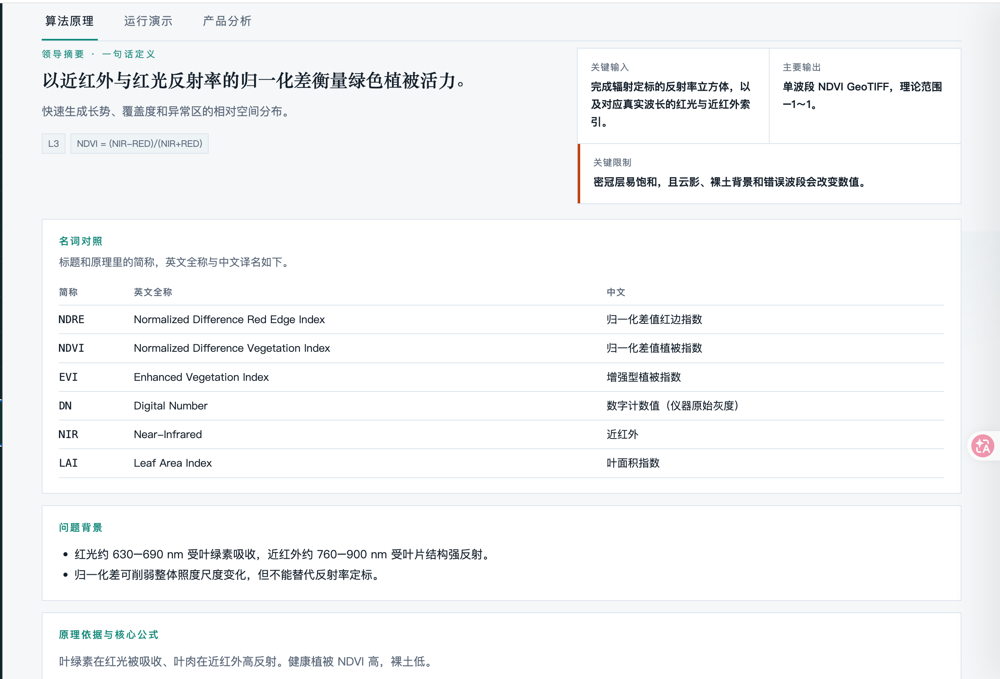 算法原理 运行演示 产品分析
领导摘要 · 一句话定义
以近红外与红光反射率的归一化差衡量绿色植被活力。
快速生成长势、覆盖度和异常区的相对空间分布。
L3 NDVI = (NIR−RED)/(NIR+RED)
关键输入
完成辐射定标的反射率立方体，以
及对应真实波长的红光与近红外索
引。
主要输出
单波段 NDVI GeoTIFF，理论范围
−1～1。
关键限制
密冠层易饱和，且云影、裸土背景和错误波段会改变数值。
名词对照
标题和原理里的简称，英文全称与中文译名如下。
简称 英文全称 中文
NDRE Normalized Difference Red Edge Index 归一化差值红边指数
NDVI Normalized Difference Vegetation Index 归一化差值植被指数
EVI Enhanced Vegetation Index 增强型植被指数
DN Digital Number 数字计数值（仪器原始灰度）
NIR Near-Infrared 近红外
LAI Leaf Area Index 叶面积指数
问题背景
• 红光约 630—690 nm 受叶绿素吸收，近红外约 760—900 nm 受叶片结构强反射。
• 归一化差可削弱整体照度尺度变化，但不能替代反射率定标。
原理依据与核心公式
叶绿素在红光被吸收、叶肉在近红外高反射。健康植被 NDVI 高，裸土低。